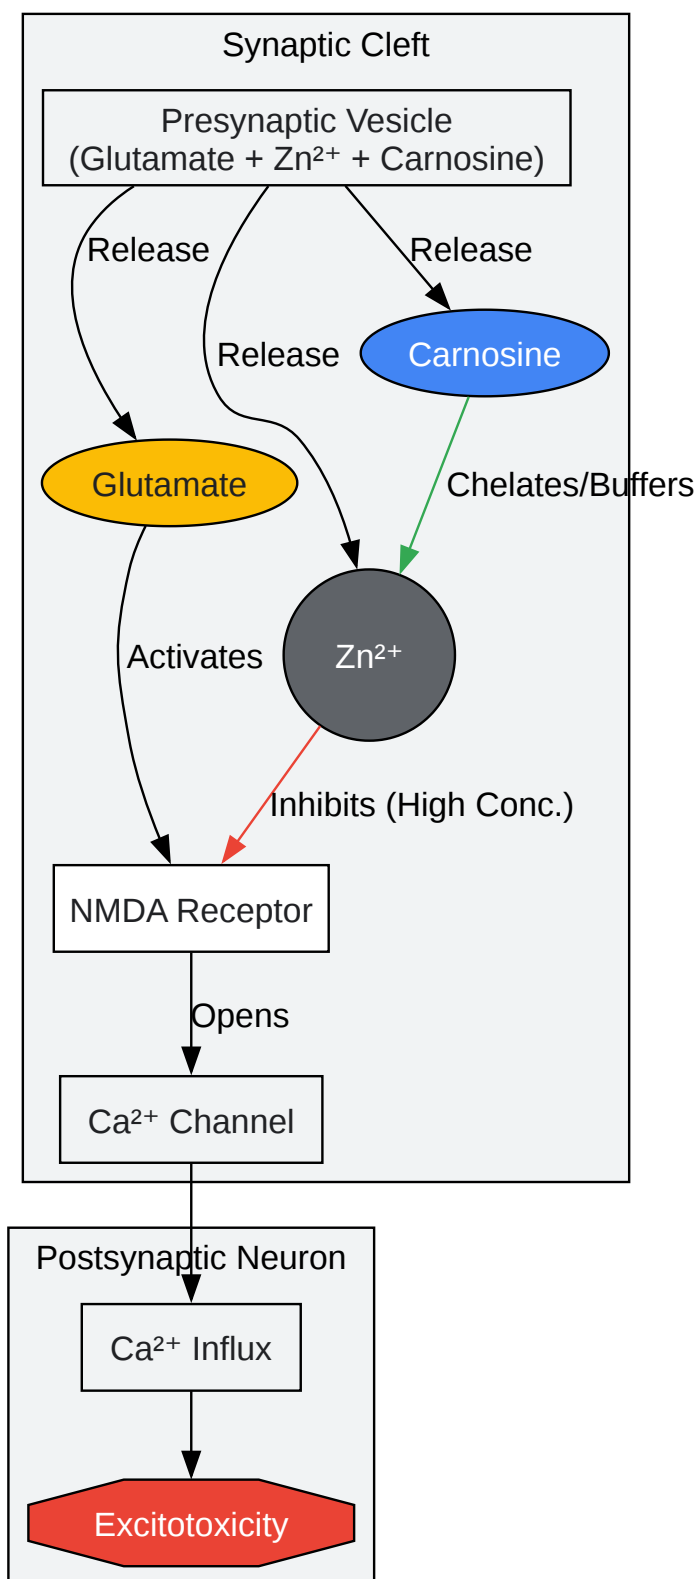 Synaptic Cleft
Presynaptic Vesicle
(Glutamate + Zn²⁺ + Carnosine)
Release
Release
Release
Carnosine
Glutamate
Chelates/Buffers
Activates
Zn²⁺
Inhibits (High Conc.)
NMDA Receptor
Opens
Ca²⁺ Channel
Postsynaptic Neuron
Ca²⁺ Influx
Excitotoxicity